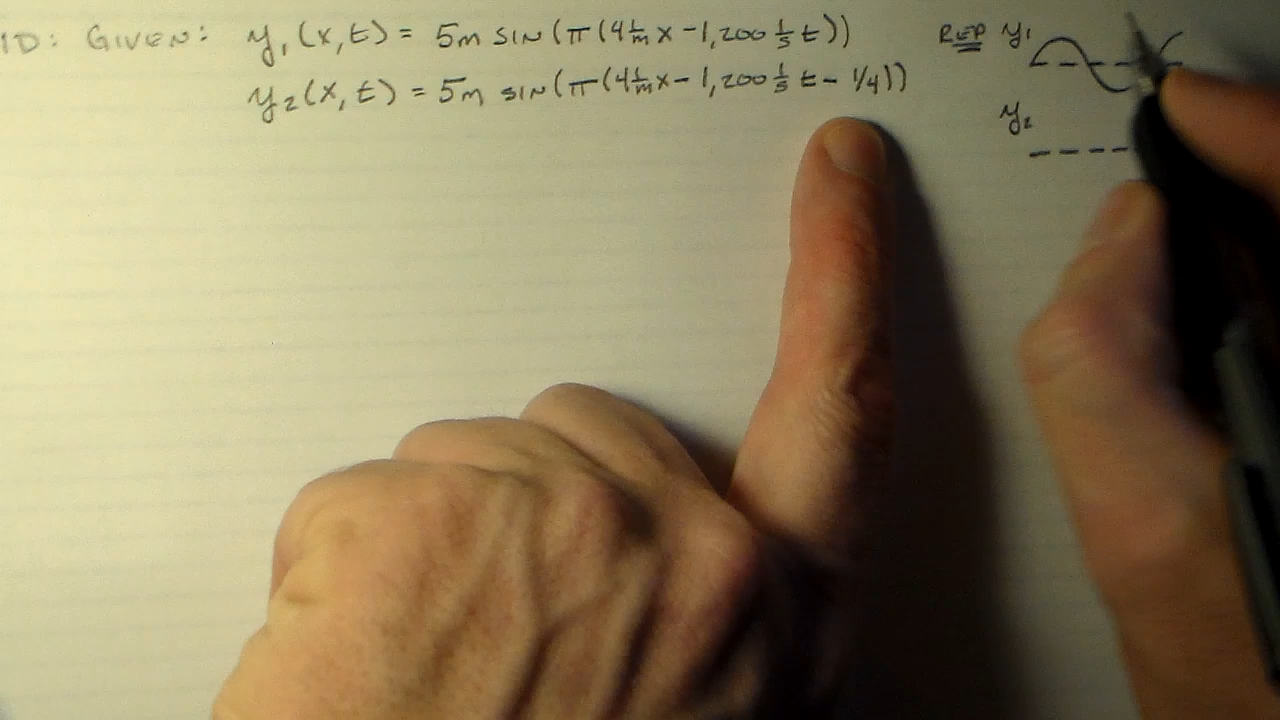 ID: GIVEN: y₁(x,t) = 5m SIN(π(4 1/m x - 1,200 1/s t)) REP y₁
y₂(x,t) = 5m SIN(π(4 1/m x - 1,200 1/s t - 1/4)) y₂